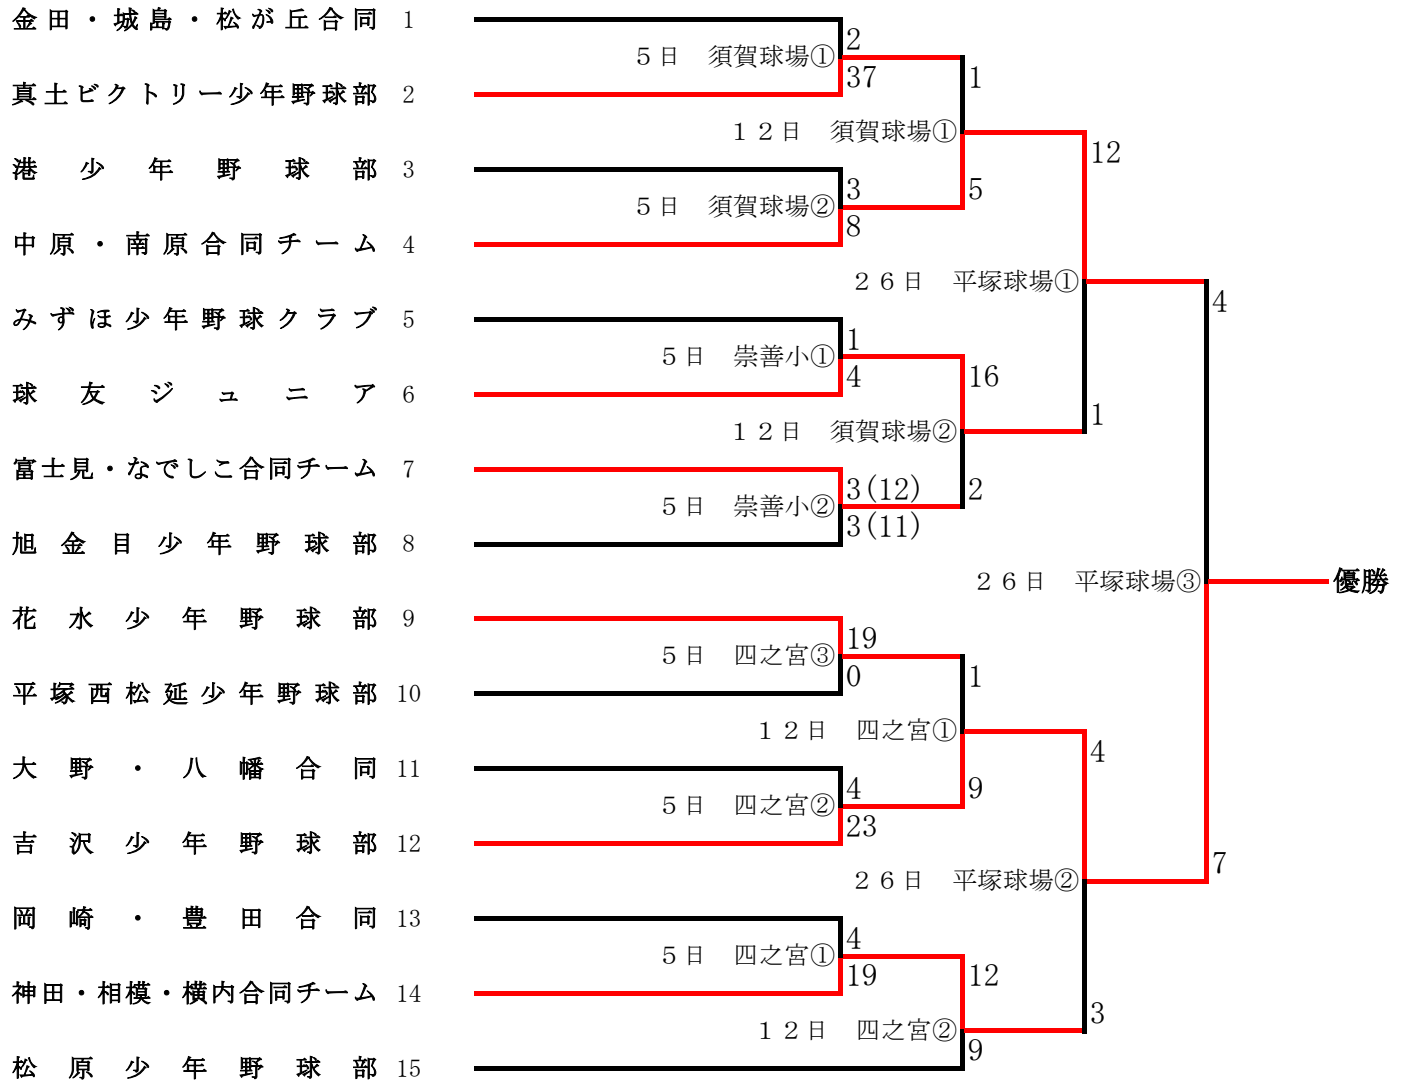 金田・城島・松が丘合同 1
2
5日 須賀球場①
37
1
真土ビクトリー少年野球部 2
12日 須賀球場①
12
港少年野球部 3
3
5
5日 須賀球場②
8
中原・南原合同チーム 4
26日 平塚球場①
4
みずほ少年野球クラブ 5
1
5日 崇善小①
4
16
球友ジュニア 6
1
12日 須賀球場②
富士見・なでしこ合同チーム 7
3(12)
2
5日 崇善小②
3(11)
旭金目少年野球部 8
26日 平塚球場③
優勝
花水少年野球部 9
19
5日 四之宮③
0
1
平塚西松延少年野球部 10
12日 四之宮①
4
大野・八幡合同 11
4
9
5日 四之宮②
23
吉沢少年野球部 12
7
26日 平塚球場②
岡崎・豊田合同 13
4
5日 四之宮①
19
12
神田・相模・横内合同チーム 14
3
12日 四之宮②
9
松原少年野球部 15